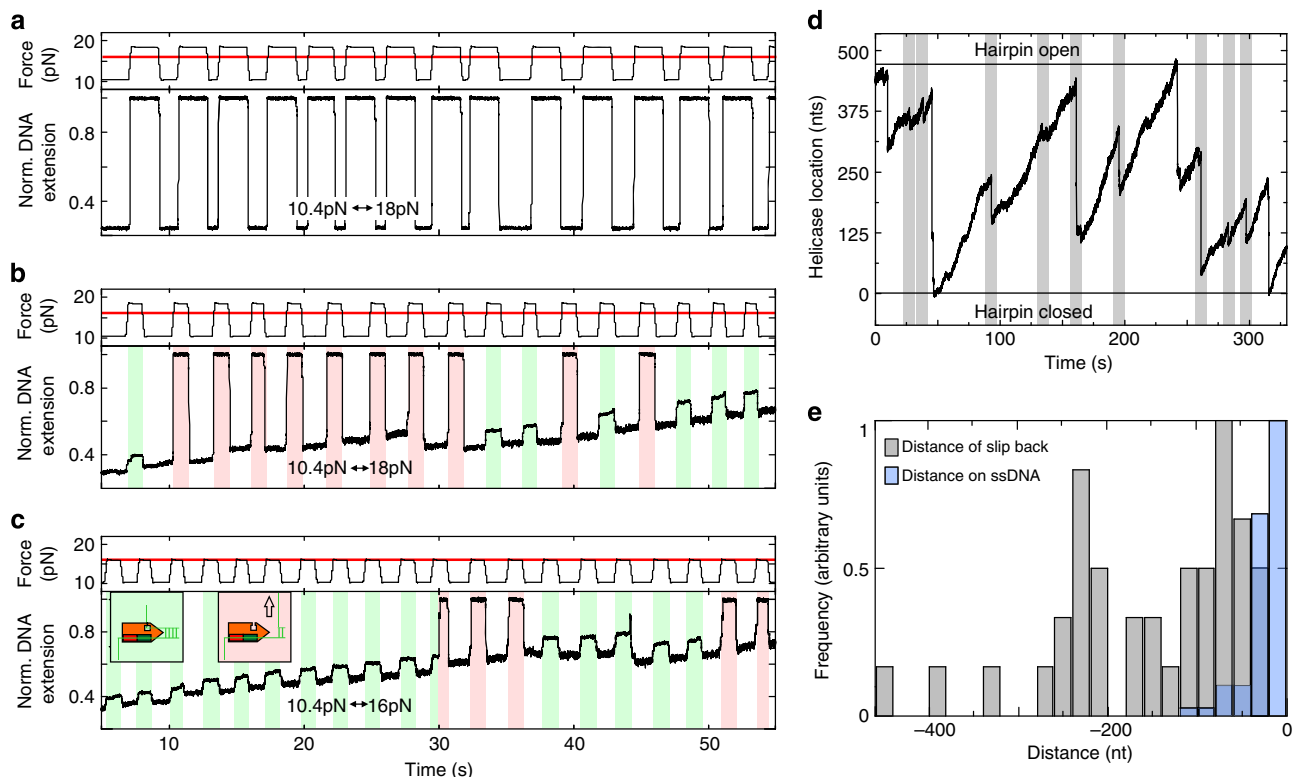 a
Force
(pN)
20
10
Norm. DNA
extension
0.8
0.4
10.4pN ↔ 18pN
b
Force
(pN)
20
10
Norm. DNA
extension
0.8
0.4
10.4pN ↔ 18pN
c
Force
(pN)
20
10
Norm. DNA
extension
0.8
0.4
10.4pN ↔ 16pN
10 20 30 40 50
Time (s)
d
Helicase location (nts)
500
375
250
125
0
Hairpin open
Hairpin closed
0 100 200 300
Time (s)
e
Frequency (arbitrary units)
1
0.5
0
Distance of slip back
Distance on ssDNA
–400 –200 0
Distance (nt)